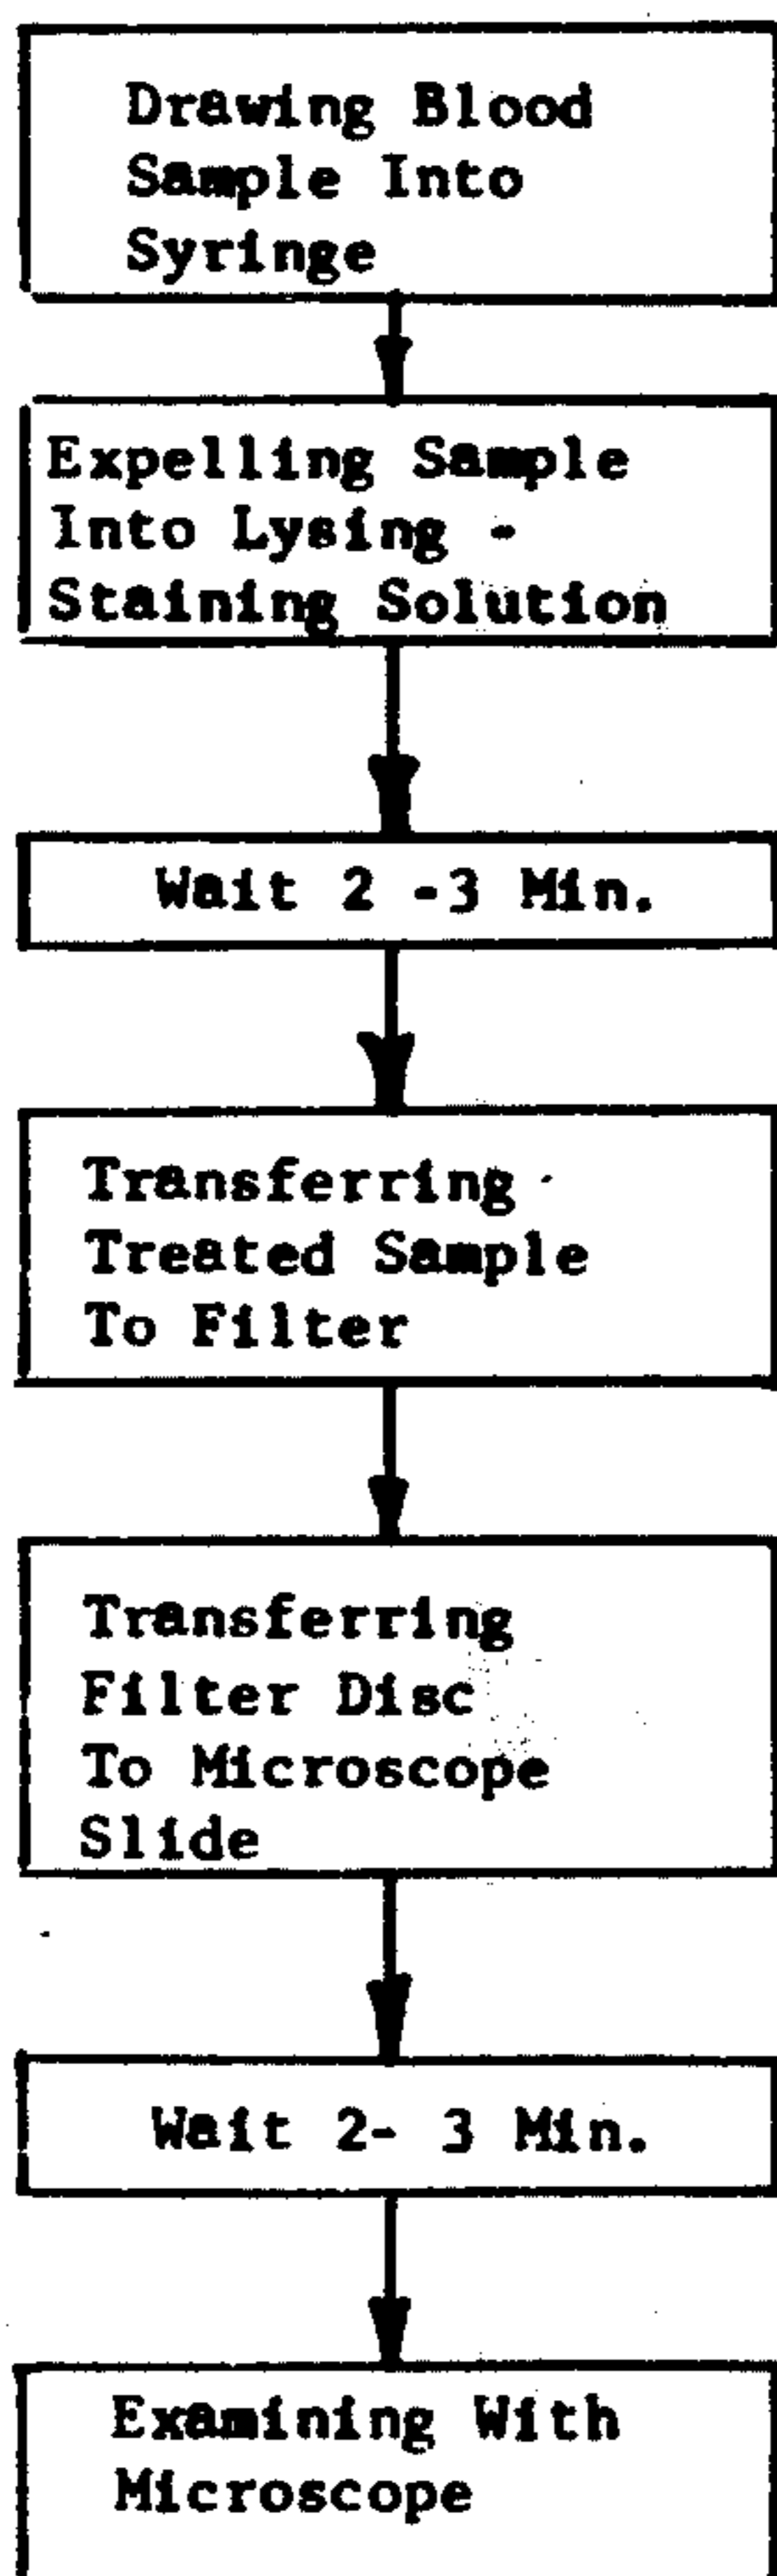 Drawing Blood
Sample Into
Syringe
Expelling Sample
Into Lysing -
Staining Solution
Wait 2 -3 Min.
Transferring
Treated Sample
To Filter
Transferring
Filter Disc
To Microscope
Slide
Wait 2- 3 Min.
Examining With
Microscope